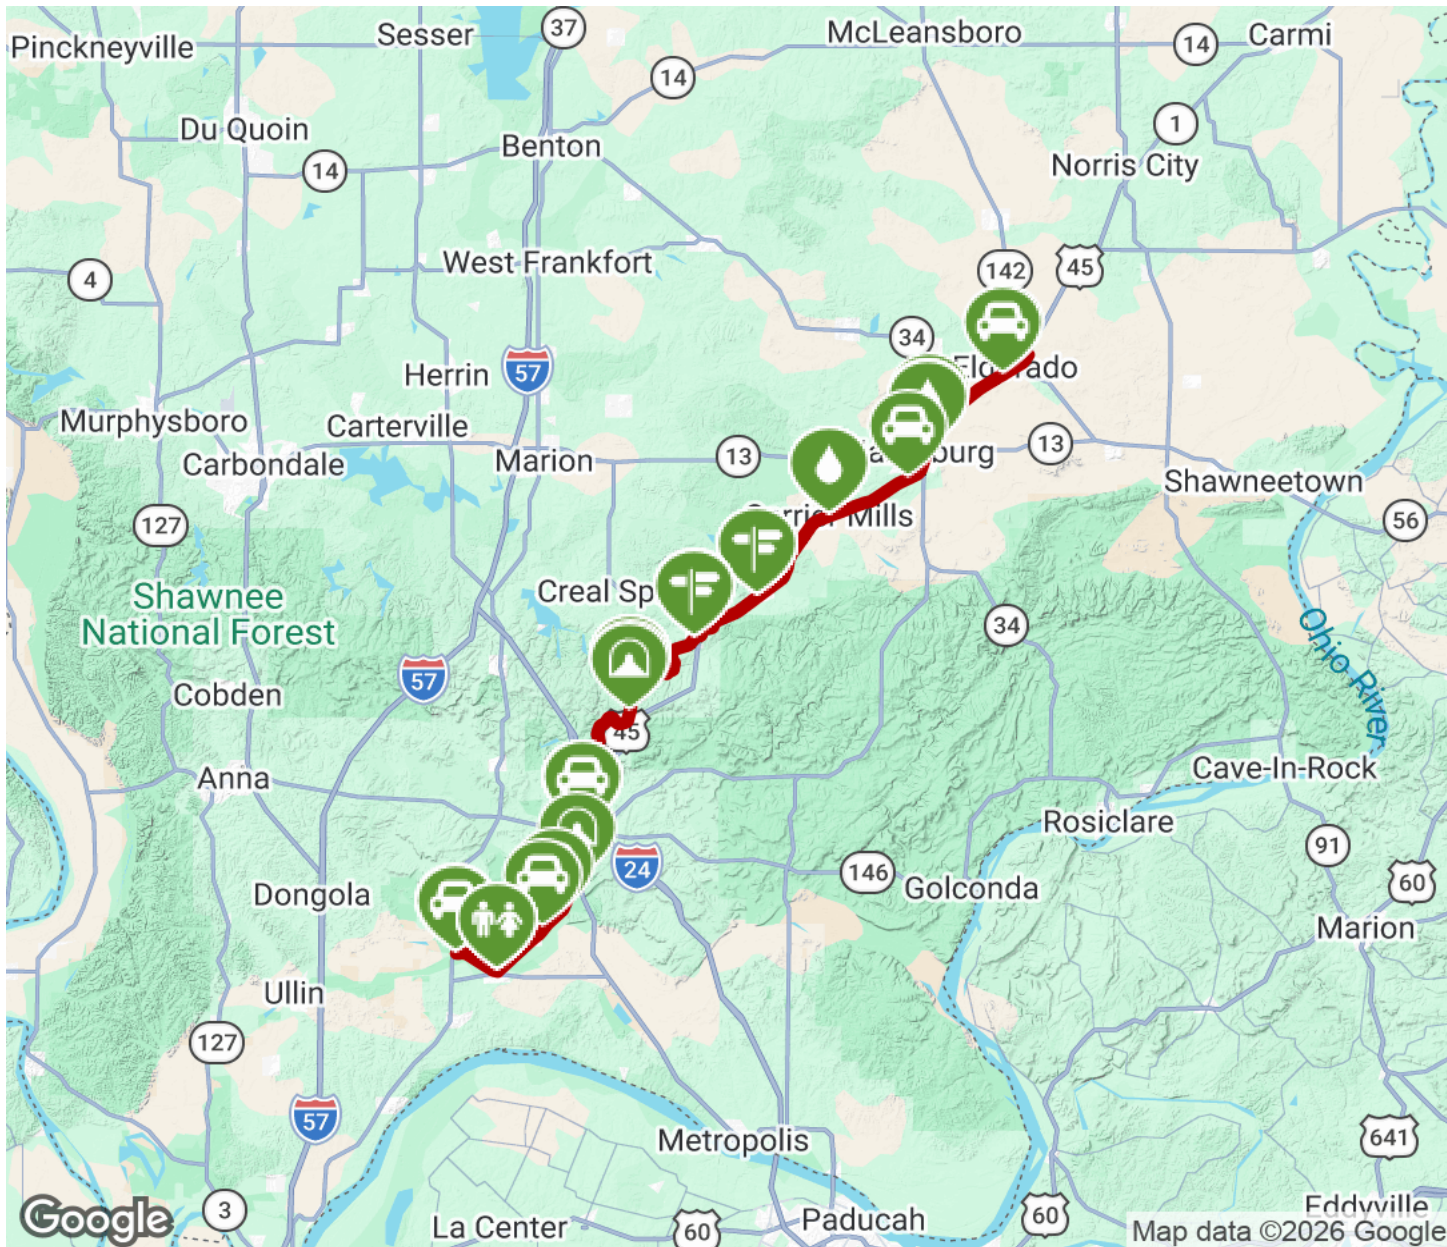 Pinckneyville
Sesser
37
McLeansboro
14
Carmi
14
1
Du Quoin
14
Benton
Norris City
4
West Frankfort
142
45
34
Herrin
57
Murphysboro
Carterville
13
13
Carbondale
Marion
Shawneetown
127
56
Shawnee
National Forest
Creal
34
Ohio River
57
Cobden
45
Anna
Cave-In-Rock
Rosiclare
24
146
91
60
Dongola
Golconda
Marion
Ullin
127
57
Metropolis
641
3
La Center
60
Paducah
60
Eddyville
Google
Map data ©2026 Google
Mills